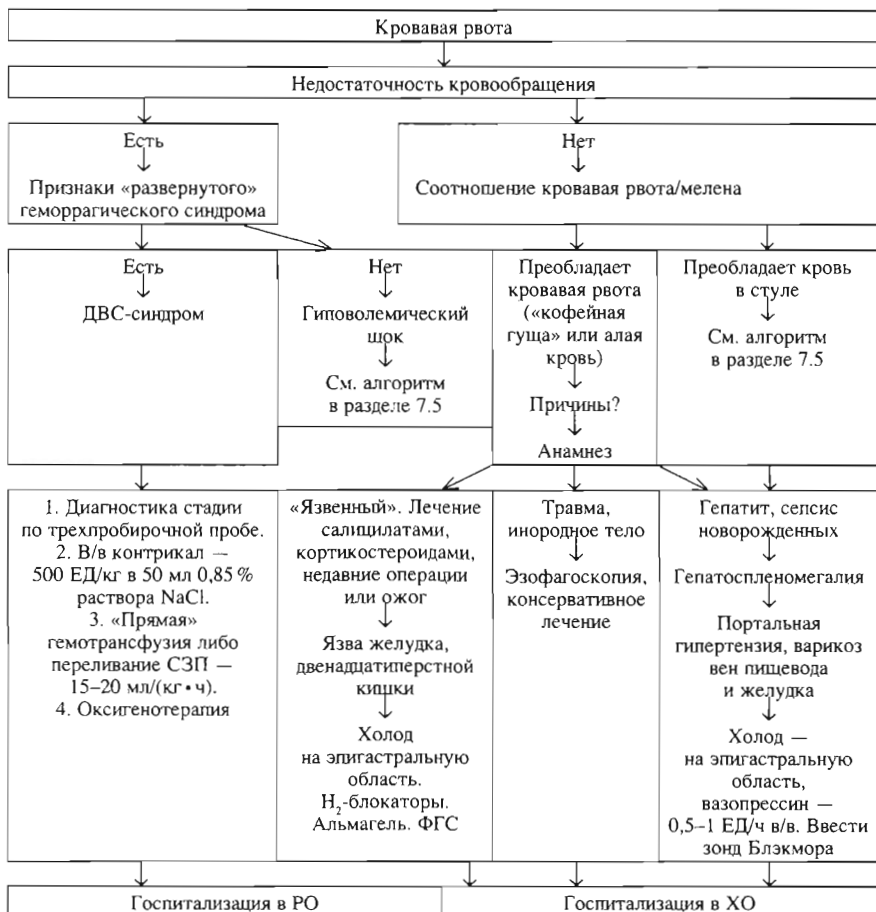 Кровавая рвота
Недостаточность кровообращения
Есть
Признаки «развернутого»
геморрагического синдрома
Нет
Соотношение кровавая рвота/мелена
Есть
ДВС-синдром
Нет
Гиповолемический
шок
См. алгоритм
в разделе 7.5
Преобладает
кровавая рвота
(«кофейная
гуща» или алая
кровь)
Причины?
Анамнез
Преобладает кровь
в стуле
См. алгоритм
в разделе 7.5
1. Диагностика стадии
по трехпробирочной пробе.
2. В/в контрикал —
500 ЕД/кг в 50 мл 0,85 %
раствора NaCl.
3. «Прямая»
гемотрансфузия либо
переливание СЗП —
15–20 мл/(кг • ч).
4. Оксигенотерапия
«Язвенный». Лечение
салицилатами,
кортикостероидами,
недавние операции
или ожог
Язва желудка,
двенадцатиперстной
кишки
Холод
на эпигастральную
область.
H₂-блокаторы.
Альмагель. ФГС
Травма,
инородное тело
Эзофагоскопия,
консервативное
лечение
Гепатит, сепсис
новорожденных
Гепатоспленомегалия
Портальная
гипертензия, варикоз
вен пищевода
и желудка
Холод —
на эпигастральную
область,
вазопрессин —
0,5–1 ЕД/ч в/в. Ввести
зонд Блэкмора
Госпитализация в РО
Госпитализация в ХО